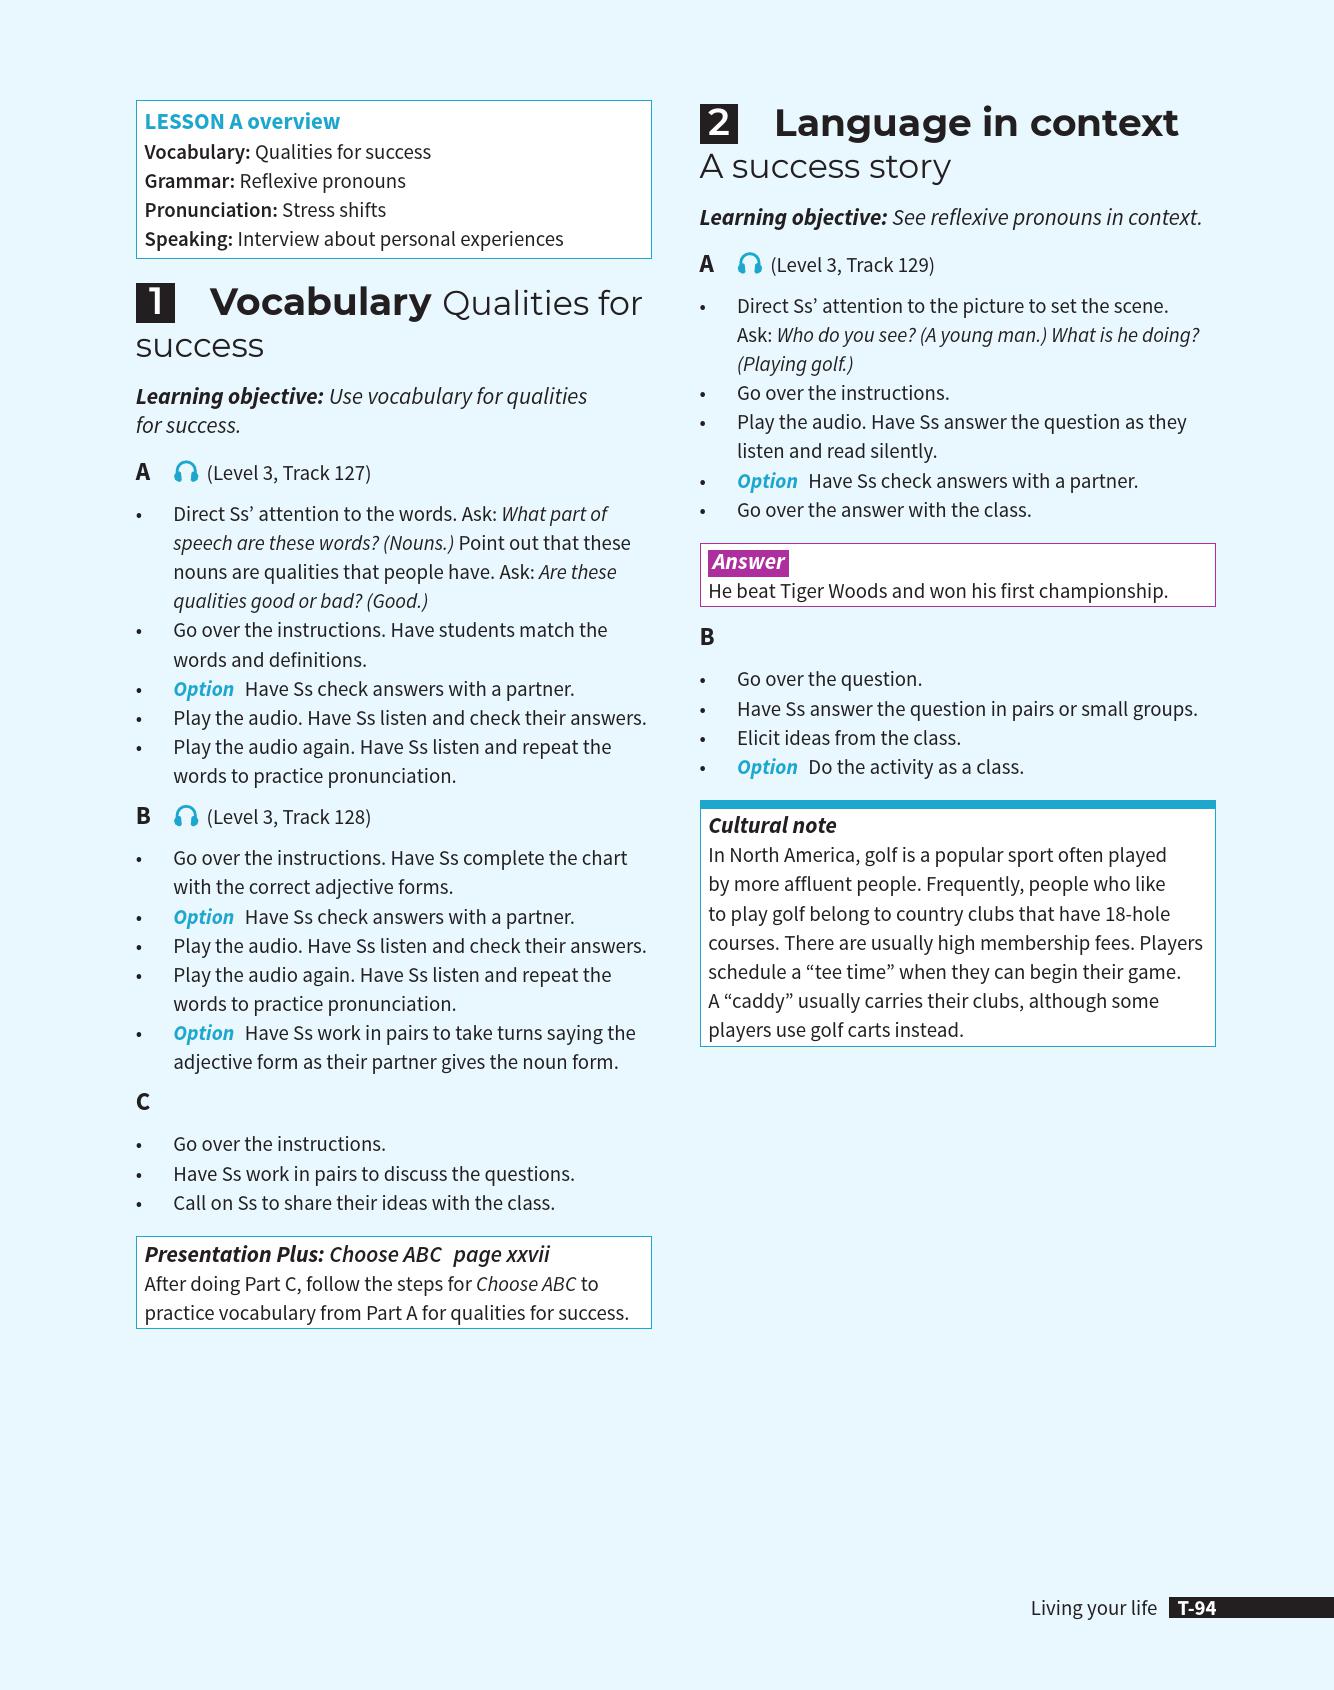 LESSON A overview
Vocabulary: Qualities for success
Grammar: Reflexive pronouns
Pronunciation: Stress shifts
Speaking: Interview about personal experiences
1 Vocabulary Qualities for
success
Learning objective: Use vocabulary for qualities
for success.
A (Level 3, Track 127)
• Direct Ss’ attention to the words. Ask: What part of
speech are these words? (Nouns.) Point out that these
nouns are qualities that people have. Ask: Are these
qualities good or bad? (Good.)
• Go over the instructions. Have students match the
words and definitions.
• Option Have Ss check answers with a partner.
• Play the audio. Have Ss listen and check their answers.
• Play the audio again. Have Ss listen and repeat the
words to practice pronunciation.
B (Level 3, Track 128)
• Go over the instructions. Have Ss complete the chart
with the correct adjective forms.
• Option Have Ss check answers with a partner.
• Play the audio. Have Ss listen and check their answers.
• Play the audio again. Have Ss listen and repeat the
words to practice pronunciation.
• Option Have Ss work in pairs to take turns saying the
adjective form as their partner gives the noun form.
C
• Go over the instructions.
• Have Ss work in pairs to discuss the questions.
• Call on Ss to share their ideas with the class.
Presentation Plus: Choose ABC page xxvii
After doing Part C, follow the steps for Choose ABC to
practice vocabulary from Part A for qualities for success.
2 Language in context
A success story
Learning objective: See reflexive pronouns in context.
A (Level 3, Track 129)
• Direct Ss’ attention to the picture to set the scene.
Ask: Who do you see? (A young man.) What is he doing?
(Playing golf.)
• Go over the instructions.
• Play the audio. Have Ss answer the question as they
listen and read silently.
• Option Have Ss check answers with a partner.
• Go over the answer with the class.
Answer
He beat Tiger Woods and won his first championship.
B
• Go over the question.
• Have Ss answer the question in pairs or small groups.
• Elicit ideas from the class.
• Option Do the activity as a class.
Cultural note
In North America, golf is a popular sport often played
by more affluent people. Frequently, people who like
to play golf belong to country clubs that have 18-hole
courses. There are usually high membership fees. Players
schedule a “tee time” when they can begin their game.
A “caddy” usually carries their clubs, although some
players use golf carts instead.
Living your life T-94